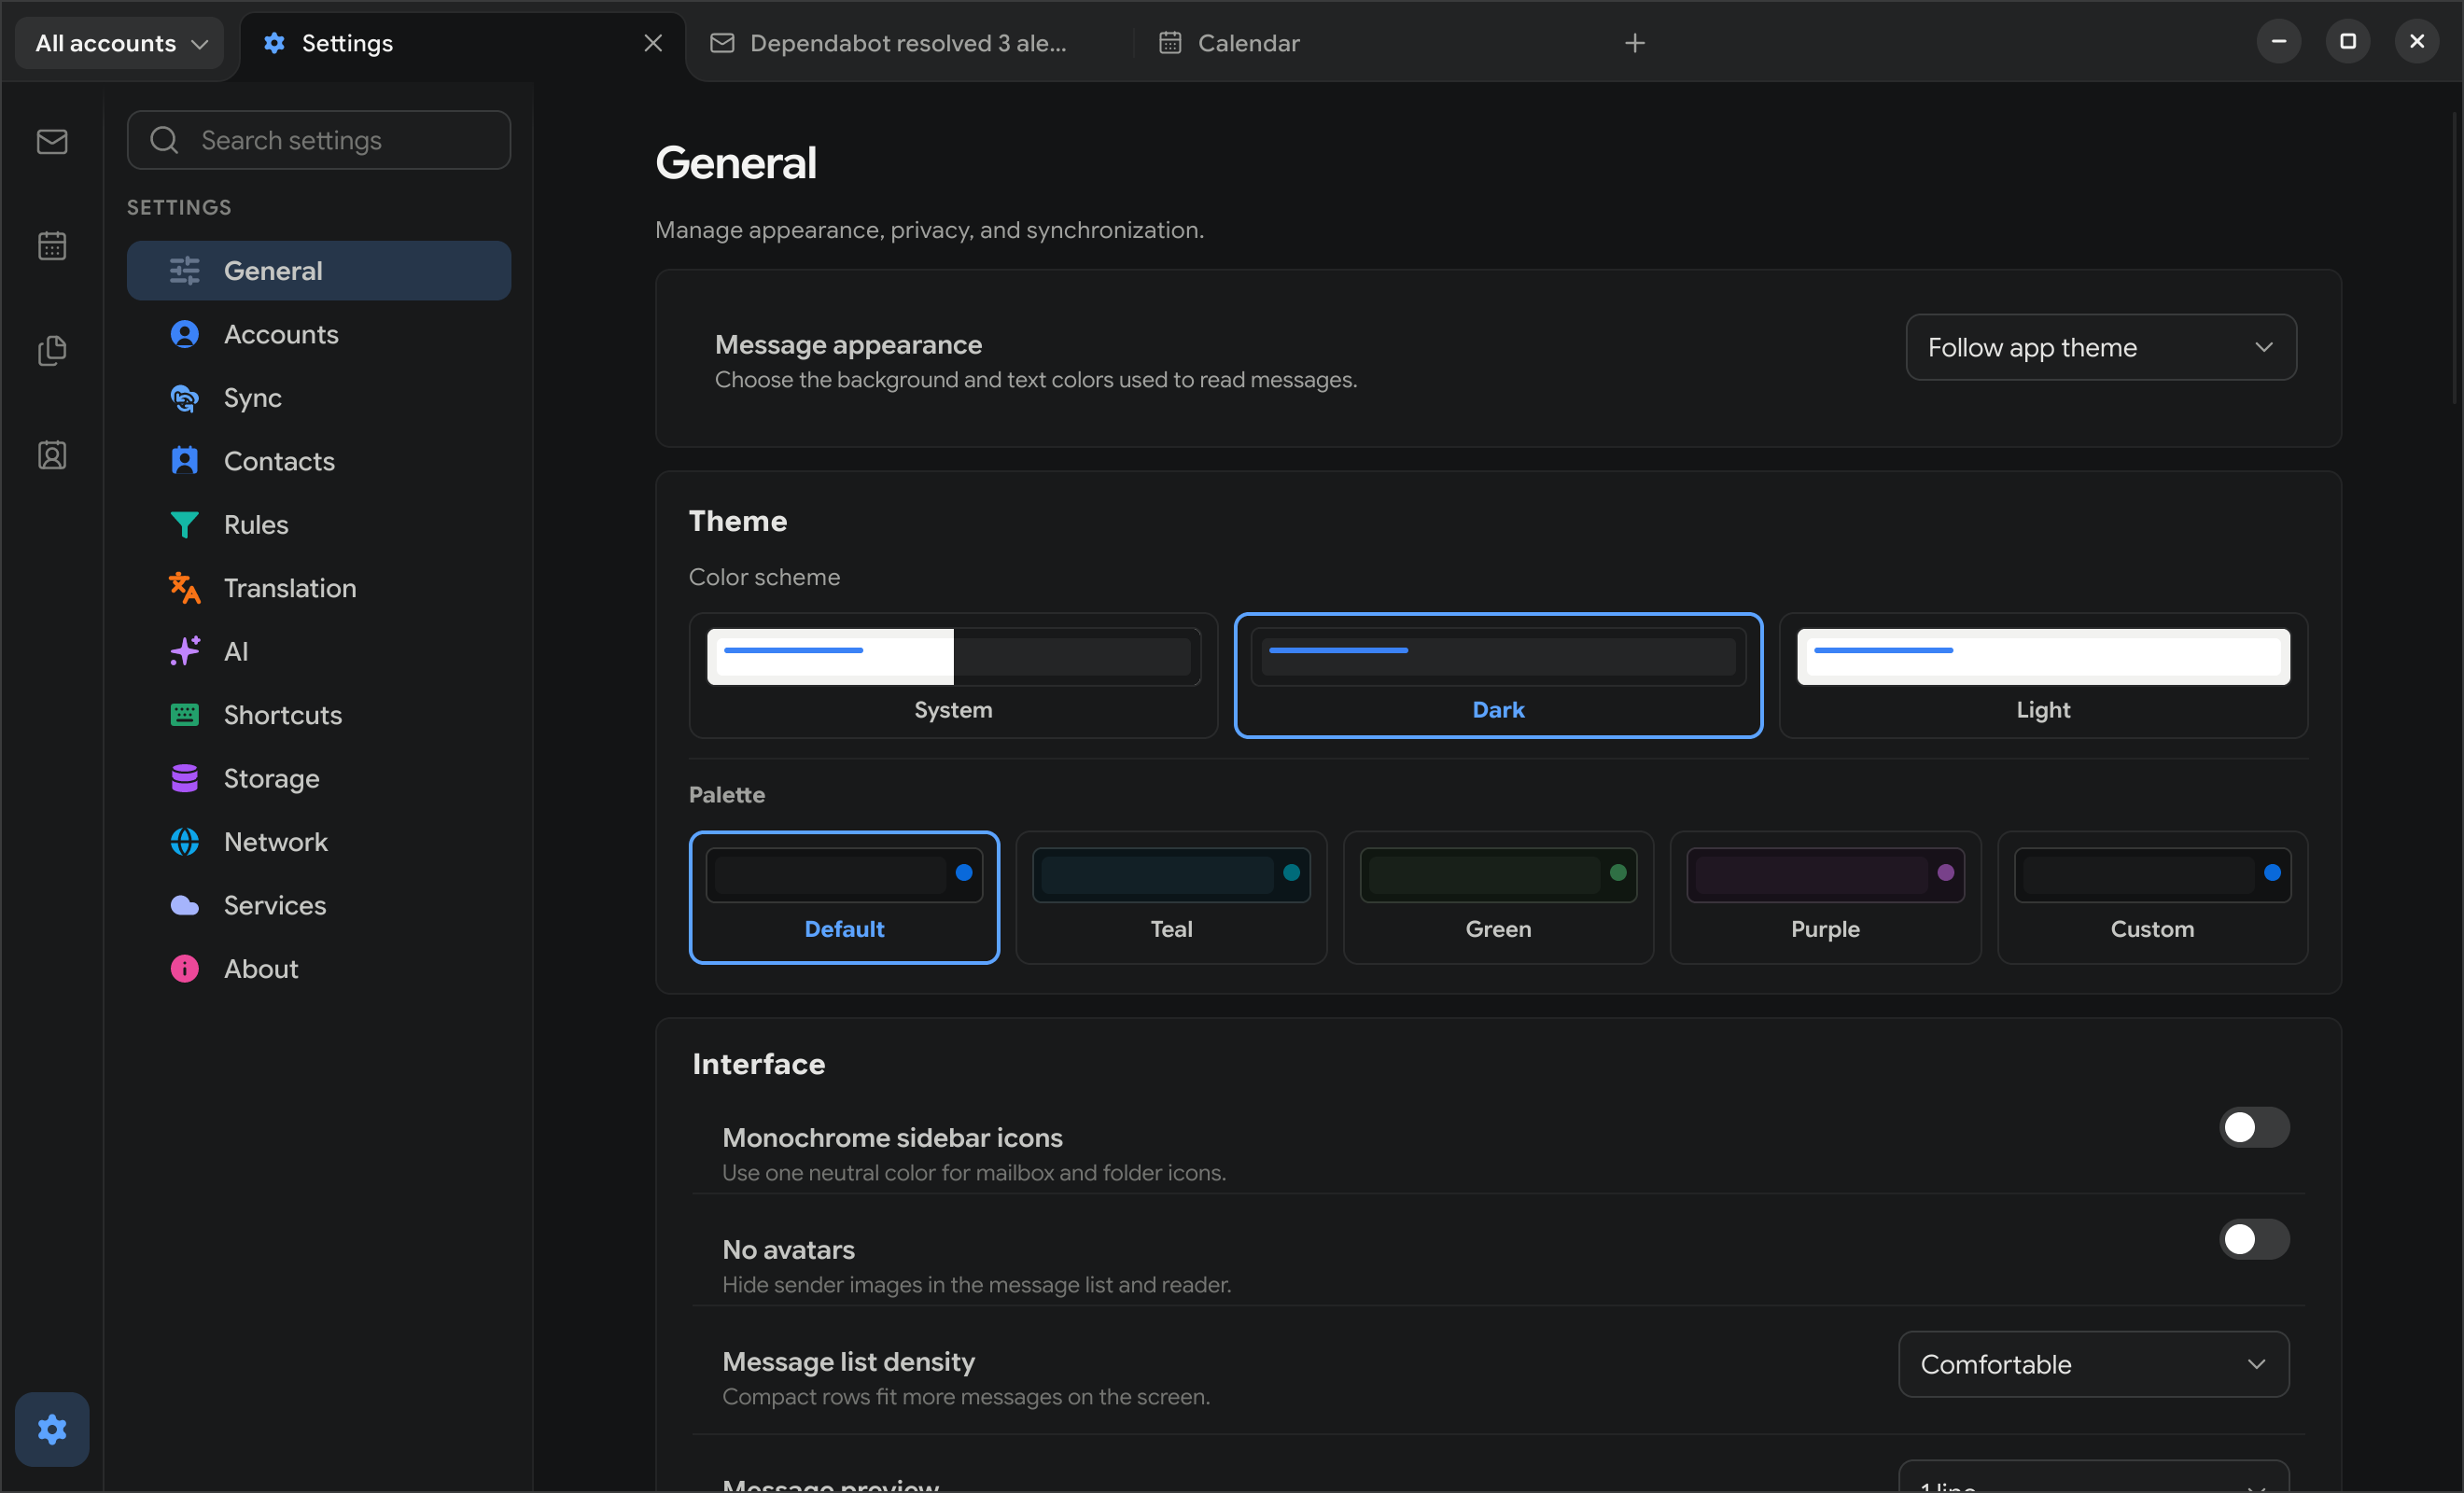 All accounts
Settings
Dependabot resolved 3 ale...
Calendar
Search settings
SETTINGS
General
Accounts
Sync
Contacts
Rules
Translation
AI
Shortcuts
Storage
Network
Services
About
General
Manage appearance, privacy, and synchronization.
Message appearance
Choose the background and text colors used to read messages.
Follow app theme
Theme
Color scheme
System
Dark
Light
Palette
Default
Teal
Green
Purple
Custom
Interface
Monochrome sidebar icons
Use one neutral color for mailbox and folder icons.
No avatars
Hide sender images in the message list and reader.
Message list density
Compact rows fit more messages on the screen.
Comfortable
Message preview
1 line